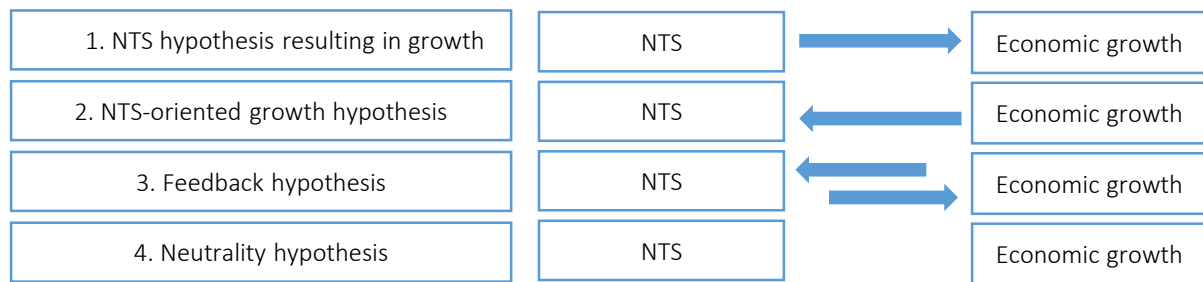 1. NTS hypothesis resulting in growth
NTS
Economic growth
2. NTS-oriented growth hypothesis
NTS
Economic growth
3. Feedback hypothesis
NTS
Economic growth
4. Neutrality hypothesis
NTS
Economic growth